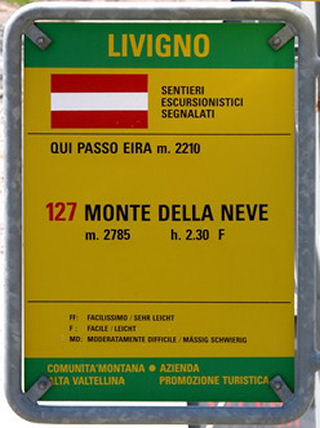 LIVIGNO
SENTIERI
ESCURSIONISTICI
SEGNALATI
QUI PASSO EIRA m. 2210
127 MONTE DELLA NEVE
m. 2785 h. 2.30 F
FF: FACILISSIMO / SEHR LEICHT
F: FACILE / LEICHT
MD: MODERATAMENTE DIFFICILE / MÄSSIG SCHWIERIG
COMUNITA'MONTANA • AZIENDA
ALTA VALTELLINA PROMOZIONE TURISTICA